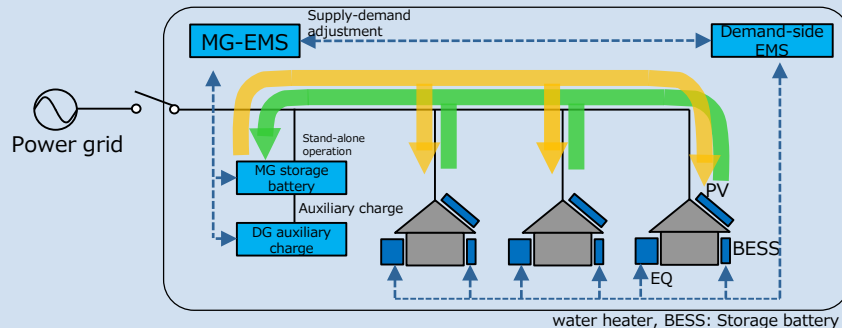 Supply-demand
adjustment
MG-EMS
Demand-side
EMS
Power grid
Stand-alone
operation
MG storage
battery
Auxiliary charge
DG auxiliary
charge
PV
BESS
EQ
water heater, BESS: Storage battery